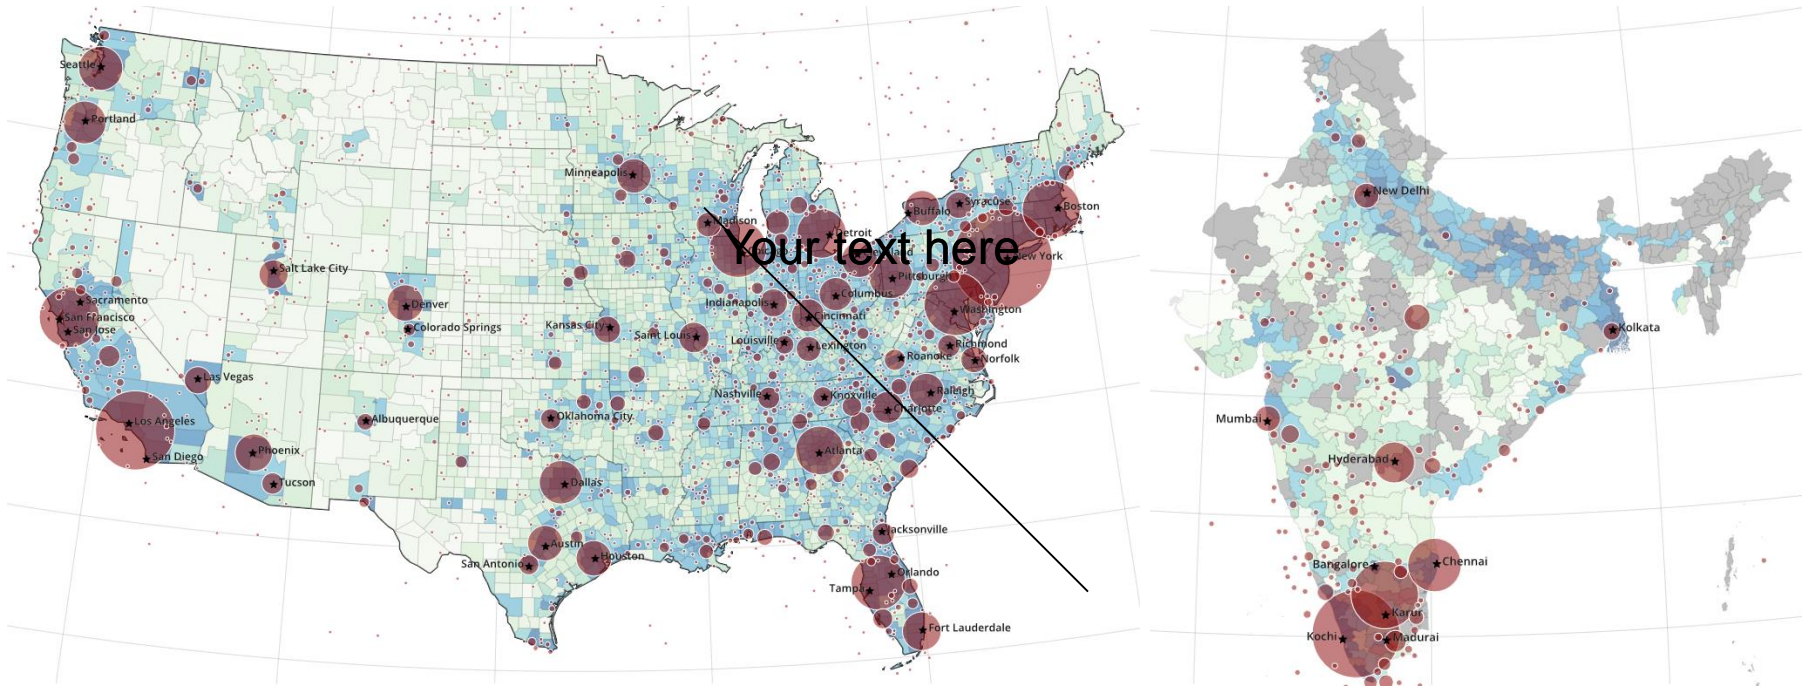 Seattle
Portland
Minneapolis
Madison
Detroit
Buffalo
Syracuse
Boston
Your text here
New York
Salt Lake City
Pittsburgh
Sacramento
Denver
Indianapolis
Columbus
San Francisco
San Jose
Colorado Springs
Kansas City
Saint Louis
Cincinnati
Washington
Louisville
Lexington
Richmond
Roanoke
Norfolk
Las Vegas
Nashville
Knoxville
Raleigh
Los Angeles
Albuquerque
Oklahoma City
Charlotte
San Diego
Phoenix
Atlanta
Tucson
Dallas
Austin
Houston
Jacksonville
San Antonio
Orlando
Tampa
Fort Lauderdale
New Delhi
Kolkata
Mumbai
Hyderabad
Bangalore
Chennai
Karur
Kochi
Madurai